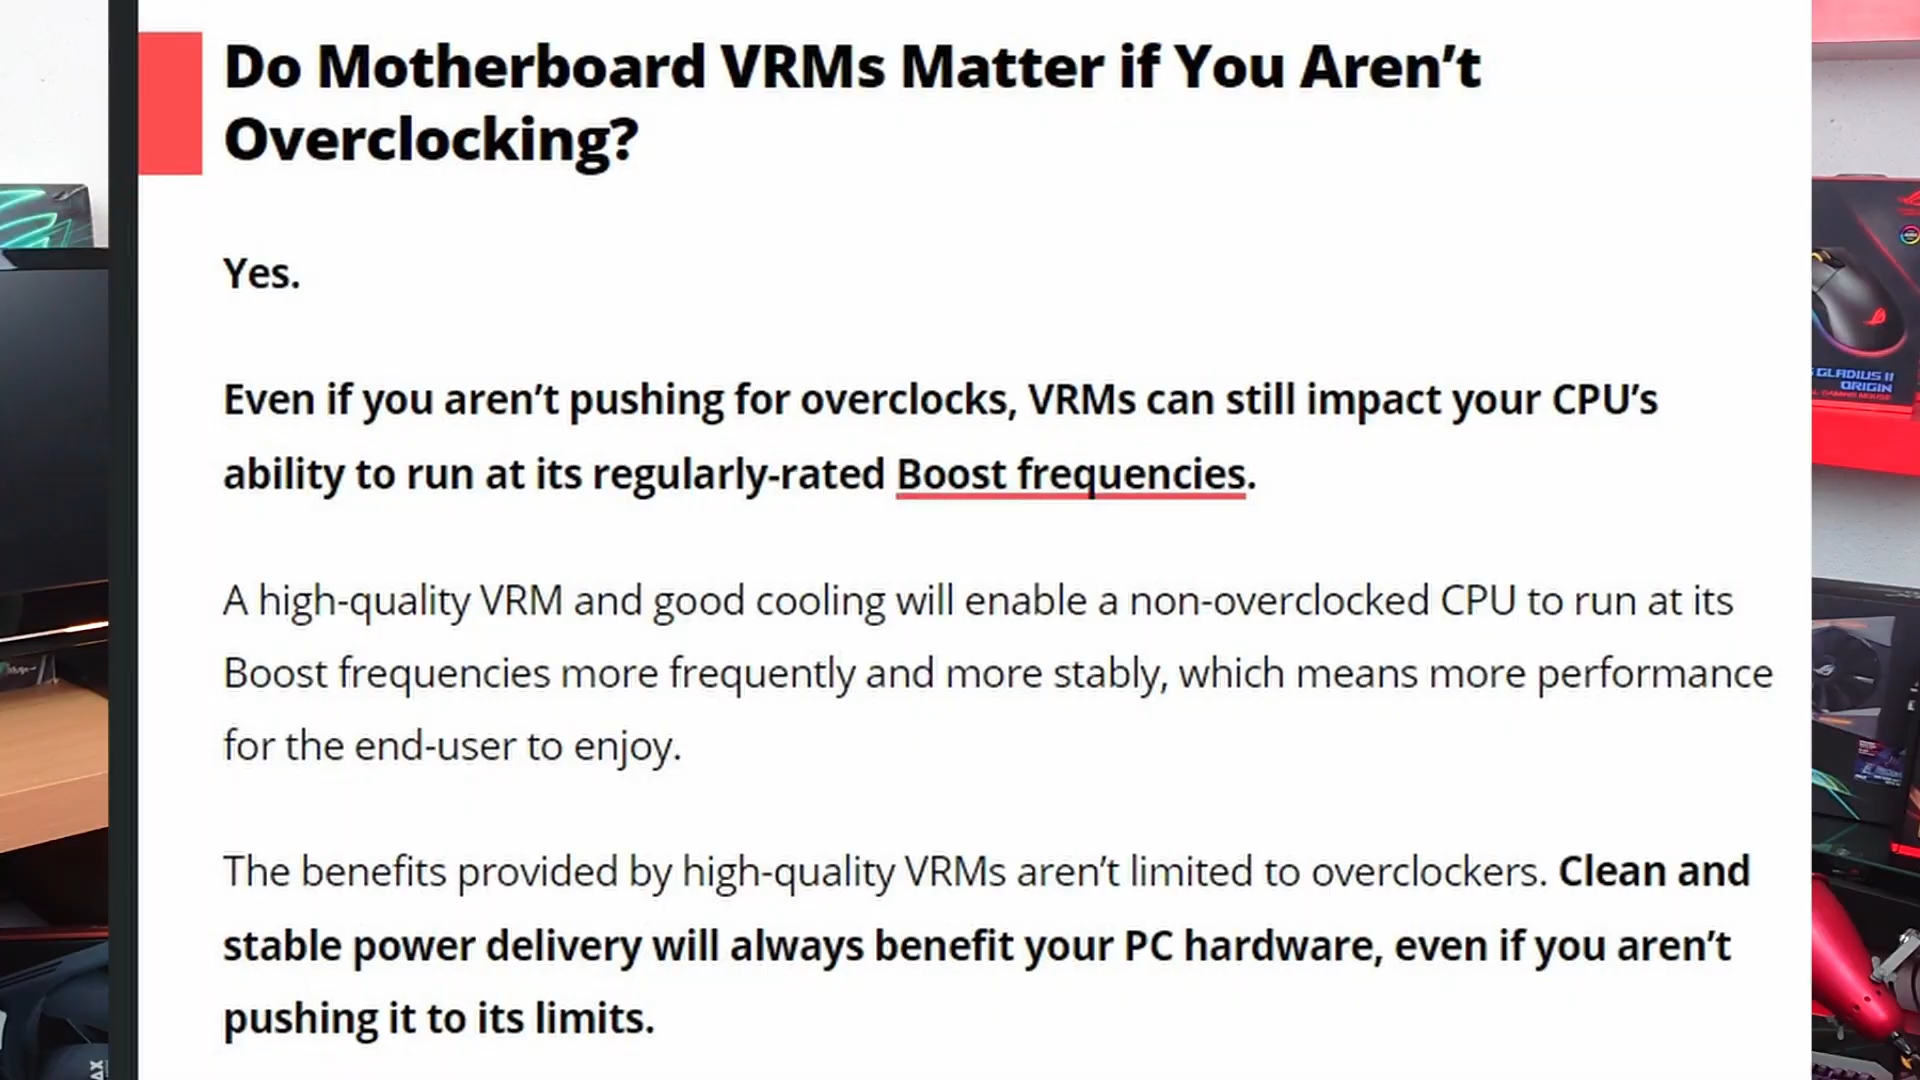 Do Motherboard VRMs Matter if You Aren’t
Overclocking?
Yes.
Even if you aren’t pushing for overclocks, VRMs can still impact your CPU’s
ability to run at its regularly-rated Boost frequencies.
A high-quality VRM and good cooling will enable a non-overclocked CPU to run at its
Boost frequencies more frequently and more stably, which means more performance
for the end-user to enjoy.
The benefits provided by high-quality VRMs aren’t limited to overclockers. Clean and
stable power delivery will always benefit your PC hardware, even if you aren’t
pushing it to its limits.
GLADIUS II
ORIGIN